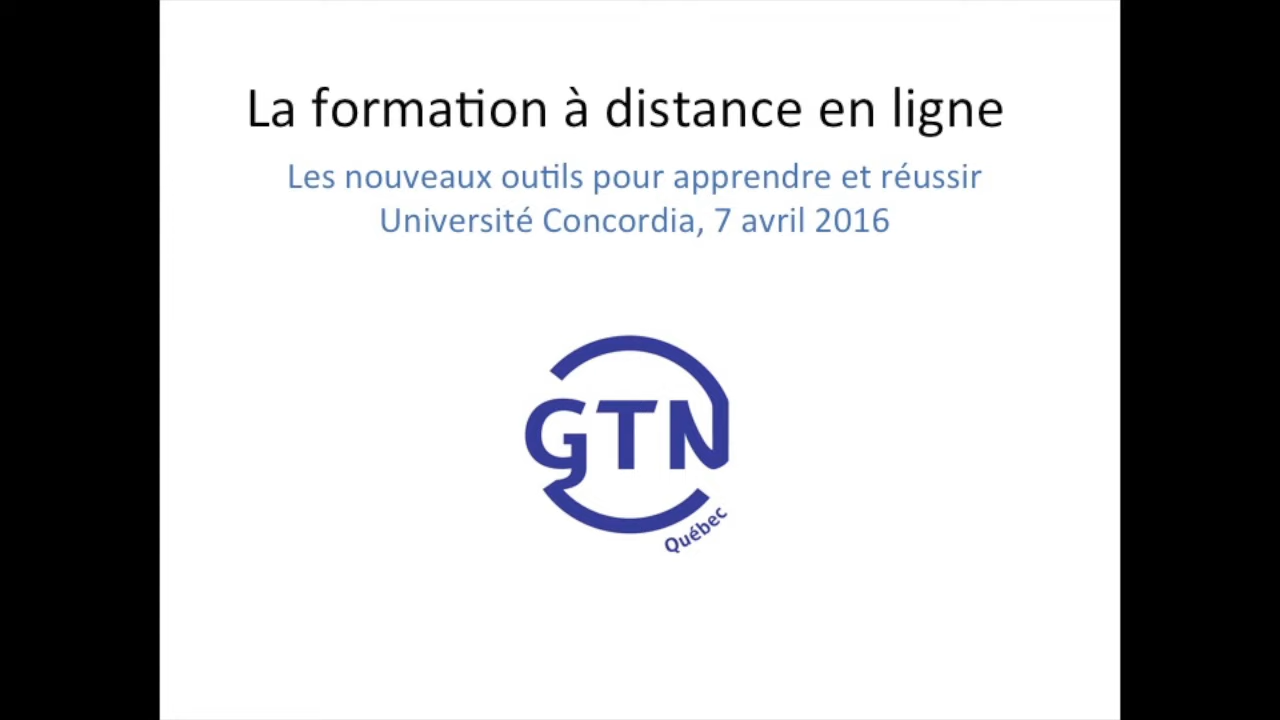 La formation à distance en ligne
Les nouveaux outils pour apprendre et réussir
Université Concordia, 7 avril 2016
GTN
Québec